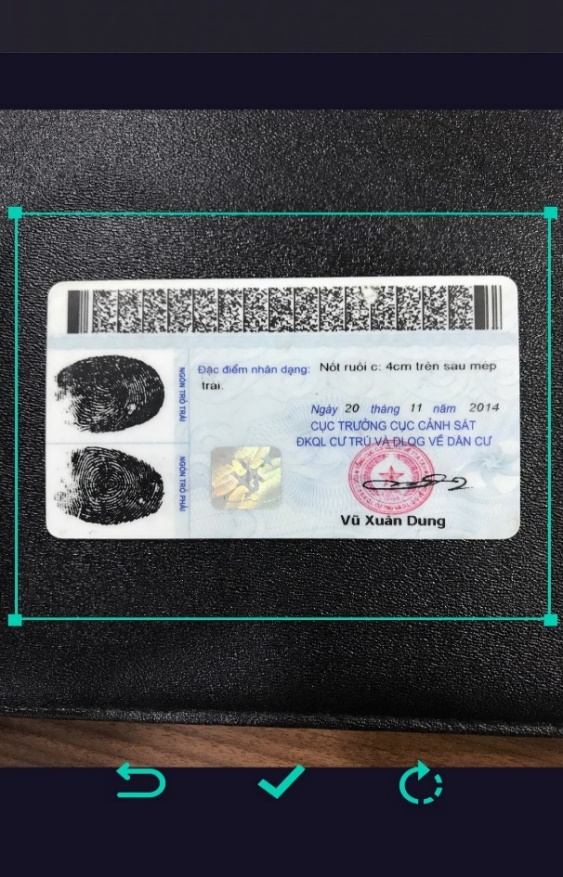 Đặc điểm nhân dạng: Nốt ruồi c: 4cm trên sau mép
trái.
Ngày 20 tháng 11 năm 2014
CỤC TRƯỞNG CỤC CẢNH SÁT
ĐKQL CƯ TRÚ VÀ DLQG VỀ DÂN CƯ
Vũ Xuân Dung
NGÓN TRỎ TRÁI
NGÓN TRỎ PHẢI